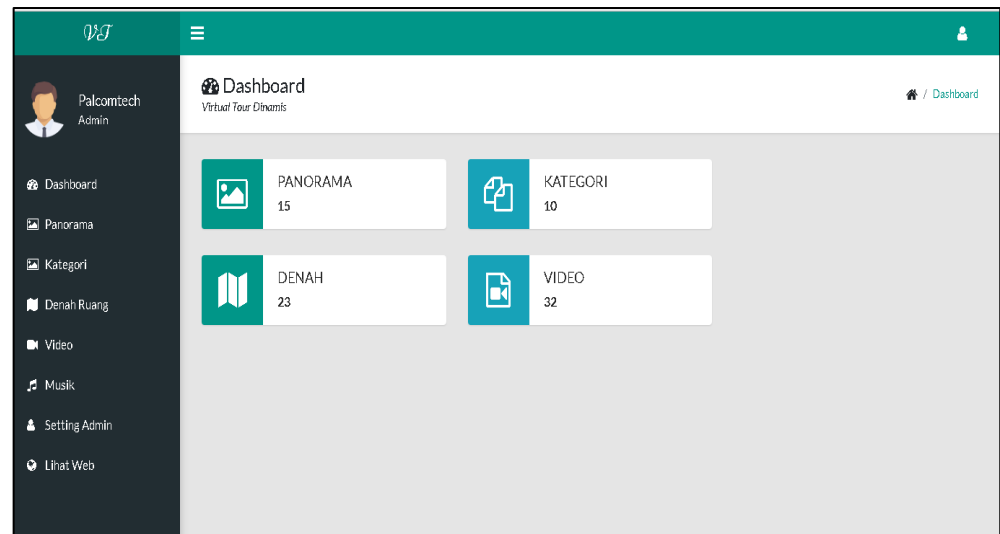 VT
Palcomtech
Admin
Dashboard
Panorama
Kategori
Denah Ruang
Video
Musik
Setting Admin
Lihat Web
Dashboard
Virtual Tour Dinamis
/ Dashboard
PANORAMA
15
KATEGORI
10
DENAH
23
VIDEO
32